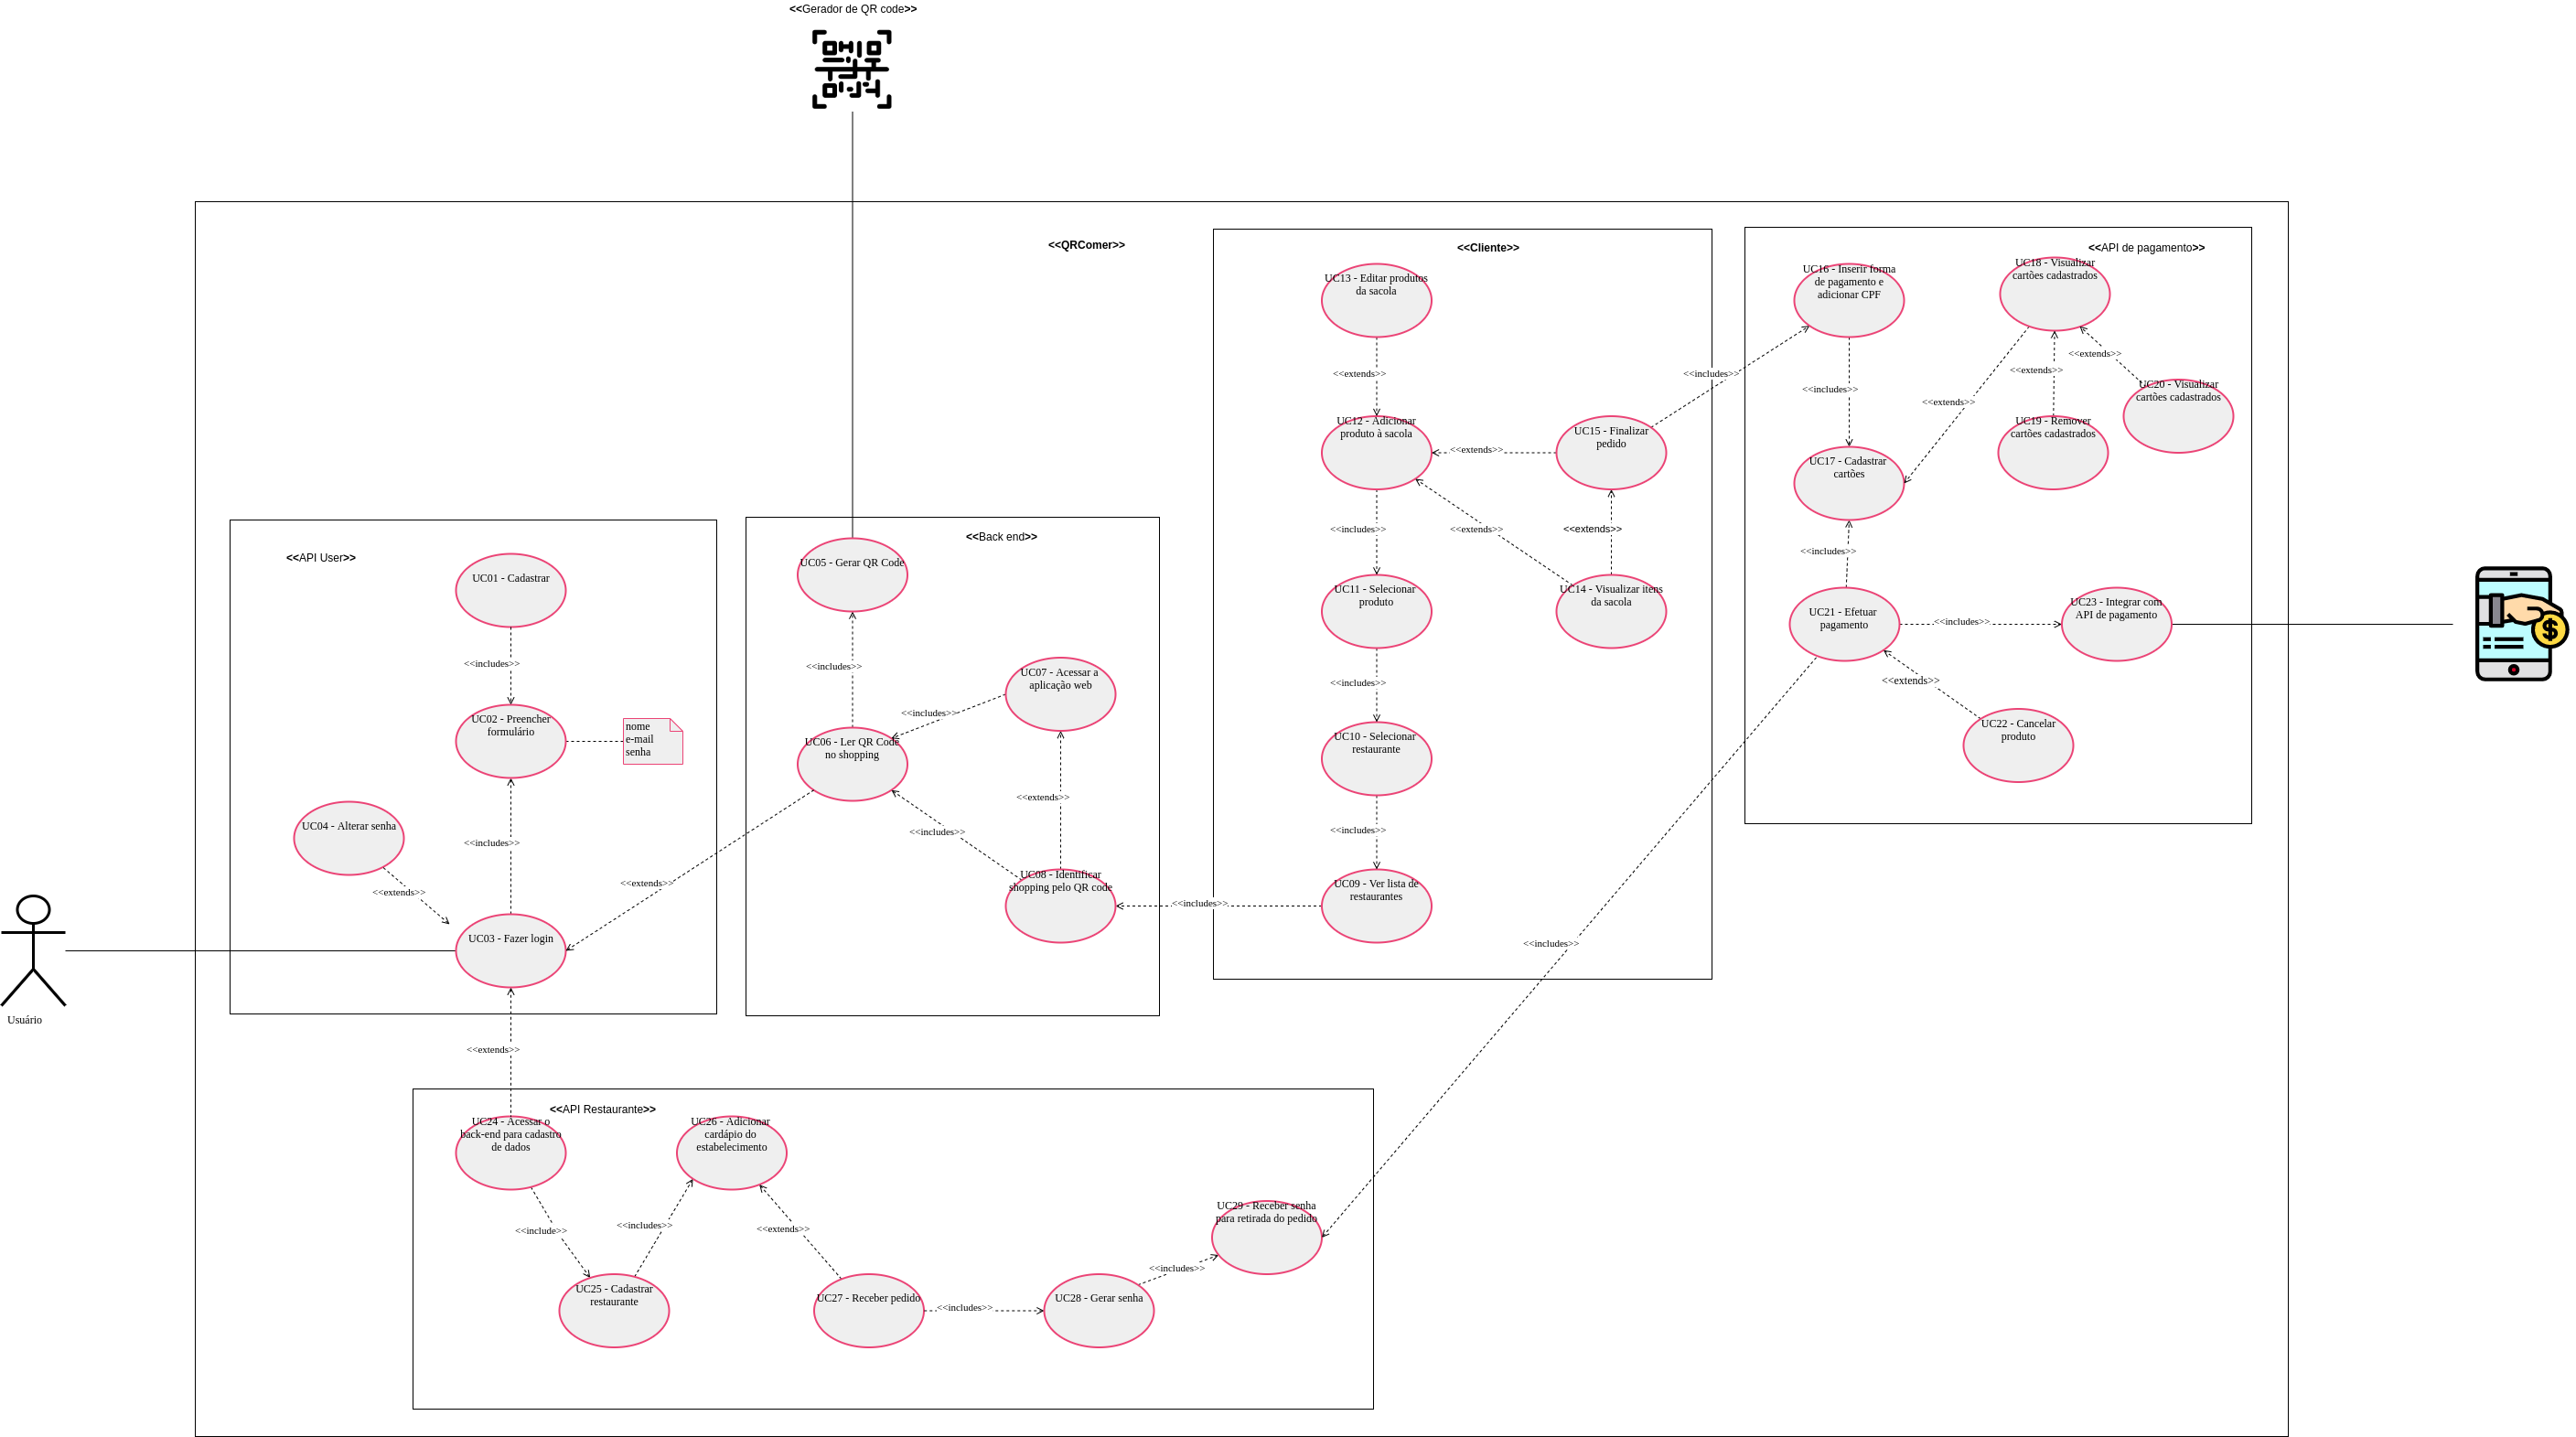 <<Gerador de QR code>>
<<QRComer>>
<<API User>>
UC01 - Cadastrar
<<includes>>
UC02 - Preencher
formulário
nome
e-mail
senha
<<includes>>
UC04 - Alterar senha
<<extends>>
UC03 - Fazer login
Usuário
<<extends>>
<<extends>>
<<Back end>>
UC05 - Gerar QR Code
<<includes>>
UC07 - Acessar a
aplicação web
<<includes>>
UC06 - Ler QR Code
no shopping
<<extends>>
<<includes>>
UC08 - Identificar
shopping pelo QR code
<<includes>>
<<Cliente>>
UC13 - Editar produtos
da sacola
<<extends>>
UC12 - Adicionar
produto à sacola
<<extends>>
UC15 - Finalizar
pedido
<<includes>>
<<includes>>
<<extends>>
<<extends>>
UC11 - Selecionar
produto
UC14 - Visualizar itens
da sacola
<<includes>>
UC10 - Selecionar
restaurante
<<includes>>
UC09 - Ver lista de
restaurantes
<<API de pagamento>>
UC16 - Inserir forma
de pagamento e
adicionar CPF
UC18 - Visualizar
cartões cadastrados
<<extends>>
<<extends>>
<<includes>>
<<extends>>
UC20 - Visualizar
cartões cadastrados
UC19 - Remover
cartões cadastrados
UC17 - Cadastrar
cartões
<<includes>>
UC21 - Efetuar
pagamento
<<includes>>
UC23 - Integrar com
API de pagamento
<<extends>>
UC22 - Cancelar
produto
<<includes>>
<<API Restaurante>>
UC24 - Acessar o
back-end para cadastro
de dados
UC26 - Adicionar
cardápio do
estabelecimento
<<include>>
<<includes>>
<<extends>>
UC25 - Cadastrar
restaurante
UC27 - Receber pedido
<<includes>>
UC28 - Gerar senha
<<includes>>
UC29 - Receber senha
para retirada do pedido
$